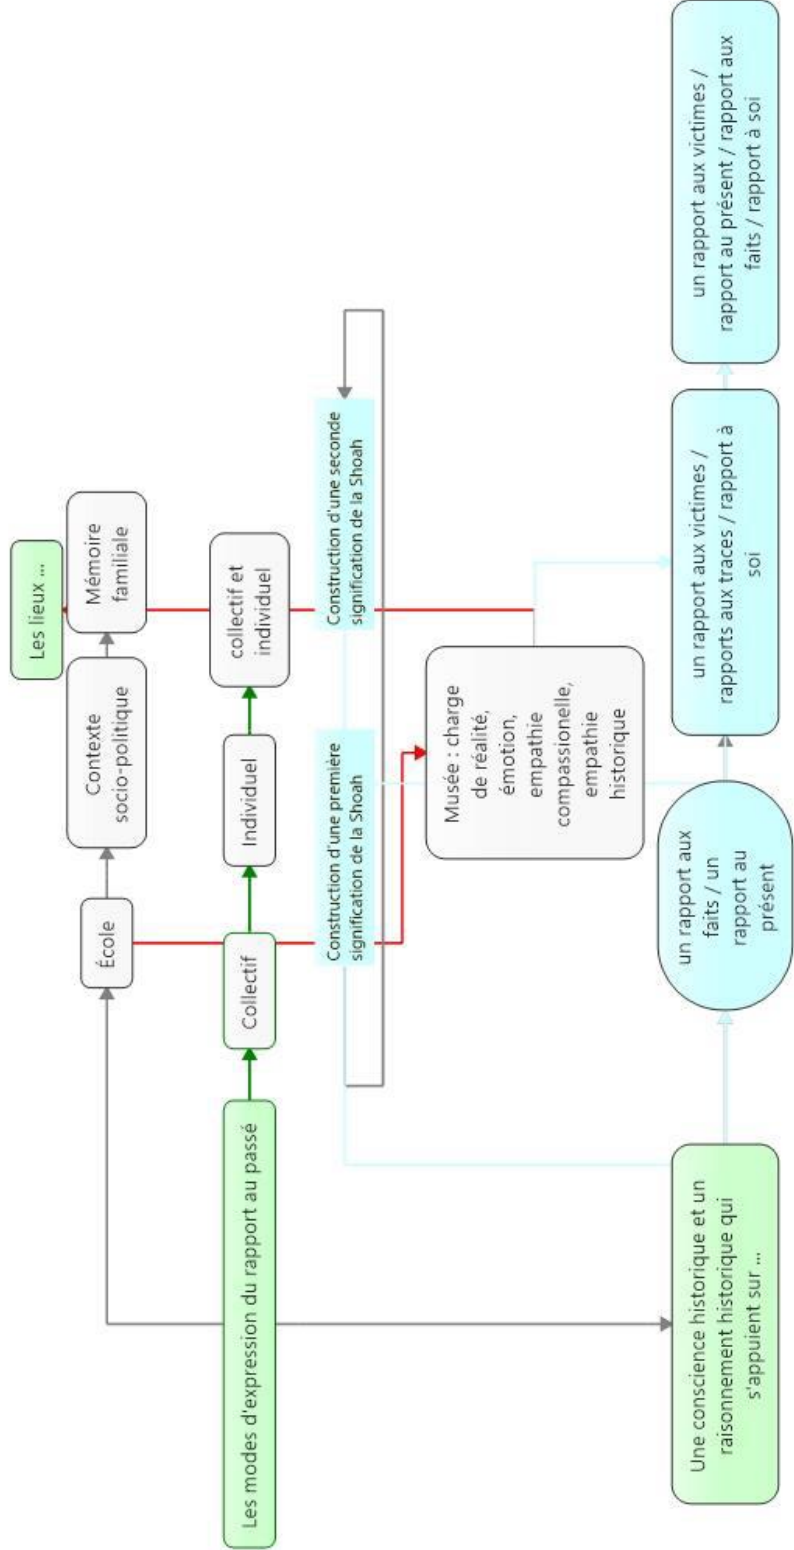 Les lieux ...
École
Contexte
socio-politique
Mémoire
familiale
Les modes d'expression du rapport au passé
Collectif
Individuel
collectif et
individuel
Construction d'une première
signification de la Shoah
Construction d'une seconde
signification de la Shoah
Musée : charge
de réalité,
émotion,
empathie
compassionelle,
empathie
historique
Une conscience historique et un
raisonnement historique qui
s'appuient sur ...
un rapport aux
faits / un
rapport au
présent
un rapport aux victimes /
rapports aux traces / rapport à
soi
un rapport aux victimes /
rapport au présent / rapport aux
faits / rapport à soi